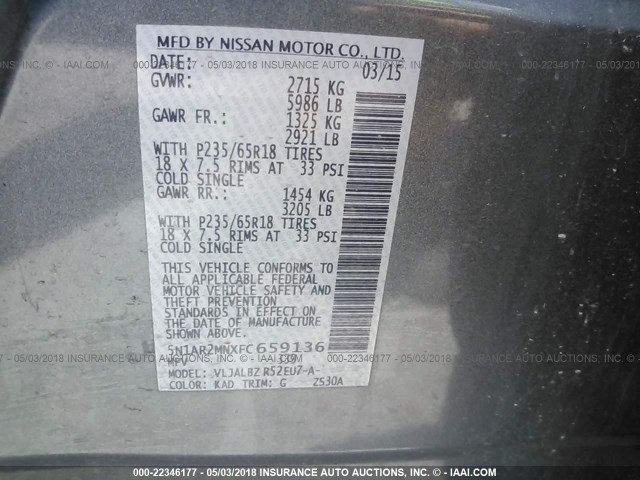 MFD BY NISSAN MOTOR CO., LTD.
DATE: 03/15
GVWR: 2715 KG
5986 LB
GAWR FR.: 1325 KG
2921 LB
WITH P235/65R18 TIRES
18 X 7.5 RIMS AT 33 PSI
COLD SINGLE
GAWR RR.: 1454 KG
3205 LB
WITH P235/65R18 TIRES
18 X 7.5 RIMS AT 33 PSI
COLD SINGLE
THIS VEHICLE CONFORMS TO
ALL APPLICABLE FEDERAL
MOTOR VEHICLE SAFETY AND
THEFT PREVENTION
STANDARDS IN EFFECT ON
THE DATE OF MANUFACTURE
SHOWN ABOVE.
5N1AR2MNXFC659136
MPV 339
MODEL: VLJALBZ R52EUZ-A-
COLOR: KAD TRIM: G ZS30A
000-22346177 - 05/03/2018 INSURANCE AUTO AUCTIONS, INC. - © IAAI.COM